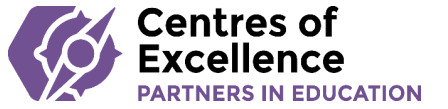 Centres of
Excellence
PARTNERS IN EDUCATION